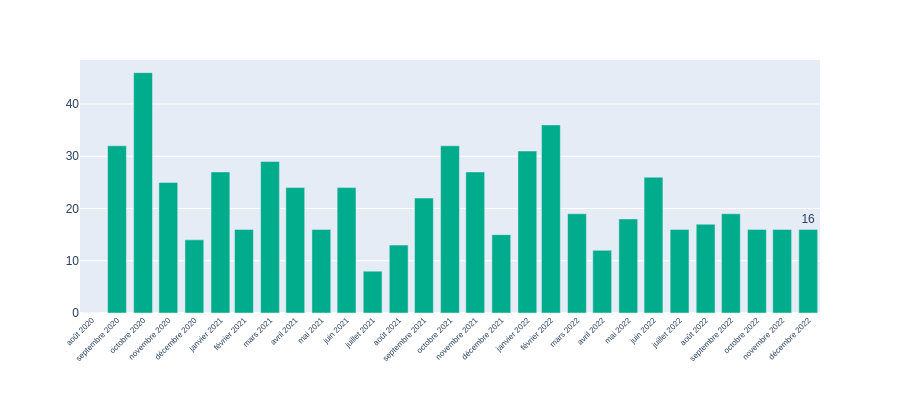 40
30
20
10
0
16
août 2020
septembre 2020
octobre 2020
novembre 2020
décembre 2020
janvier 2021
février 2021
mars 2021
avril 2021
mai 2021
juin 2021
juillet 2021
août 2021
septembre 2021
octobre 2021
novembre 2021
décembre 2021
janvier 2022
février 2022
mars 2022
avril 2022
mai 2022
juin 2022
juillet 2022
août 2022
septembre 2022
octobre 2022
novembre 2022
décembre 2022